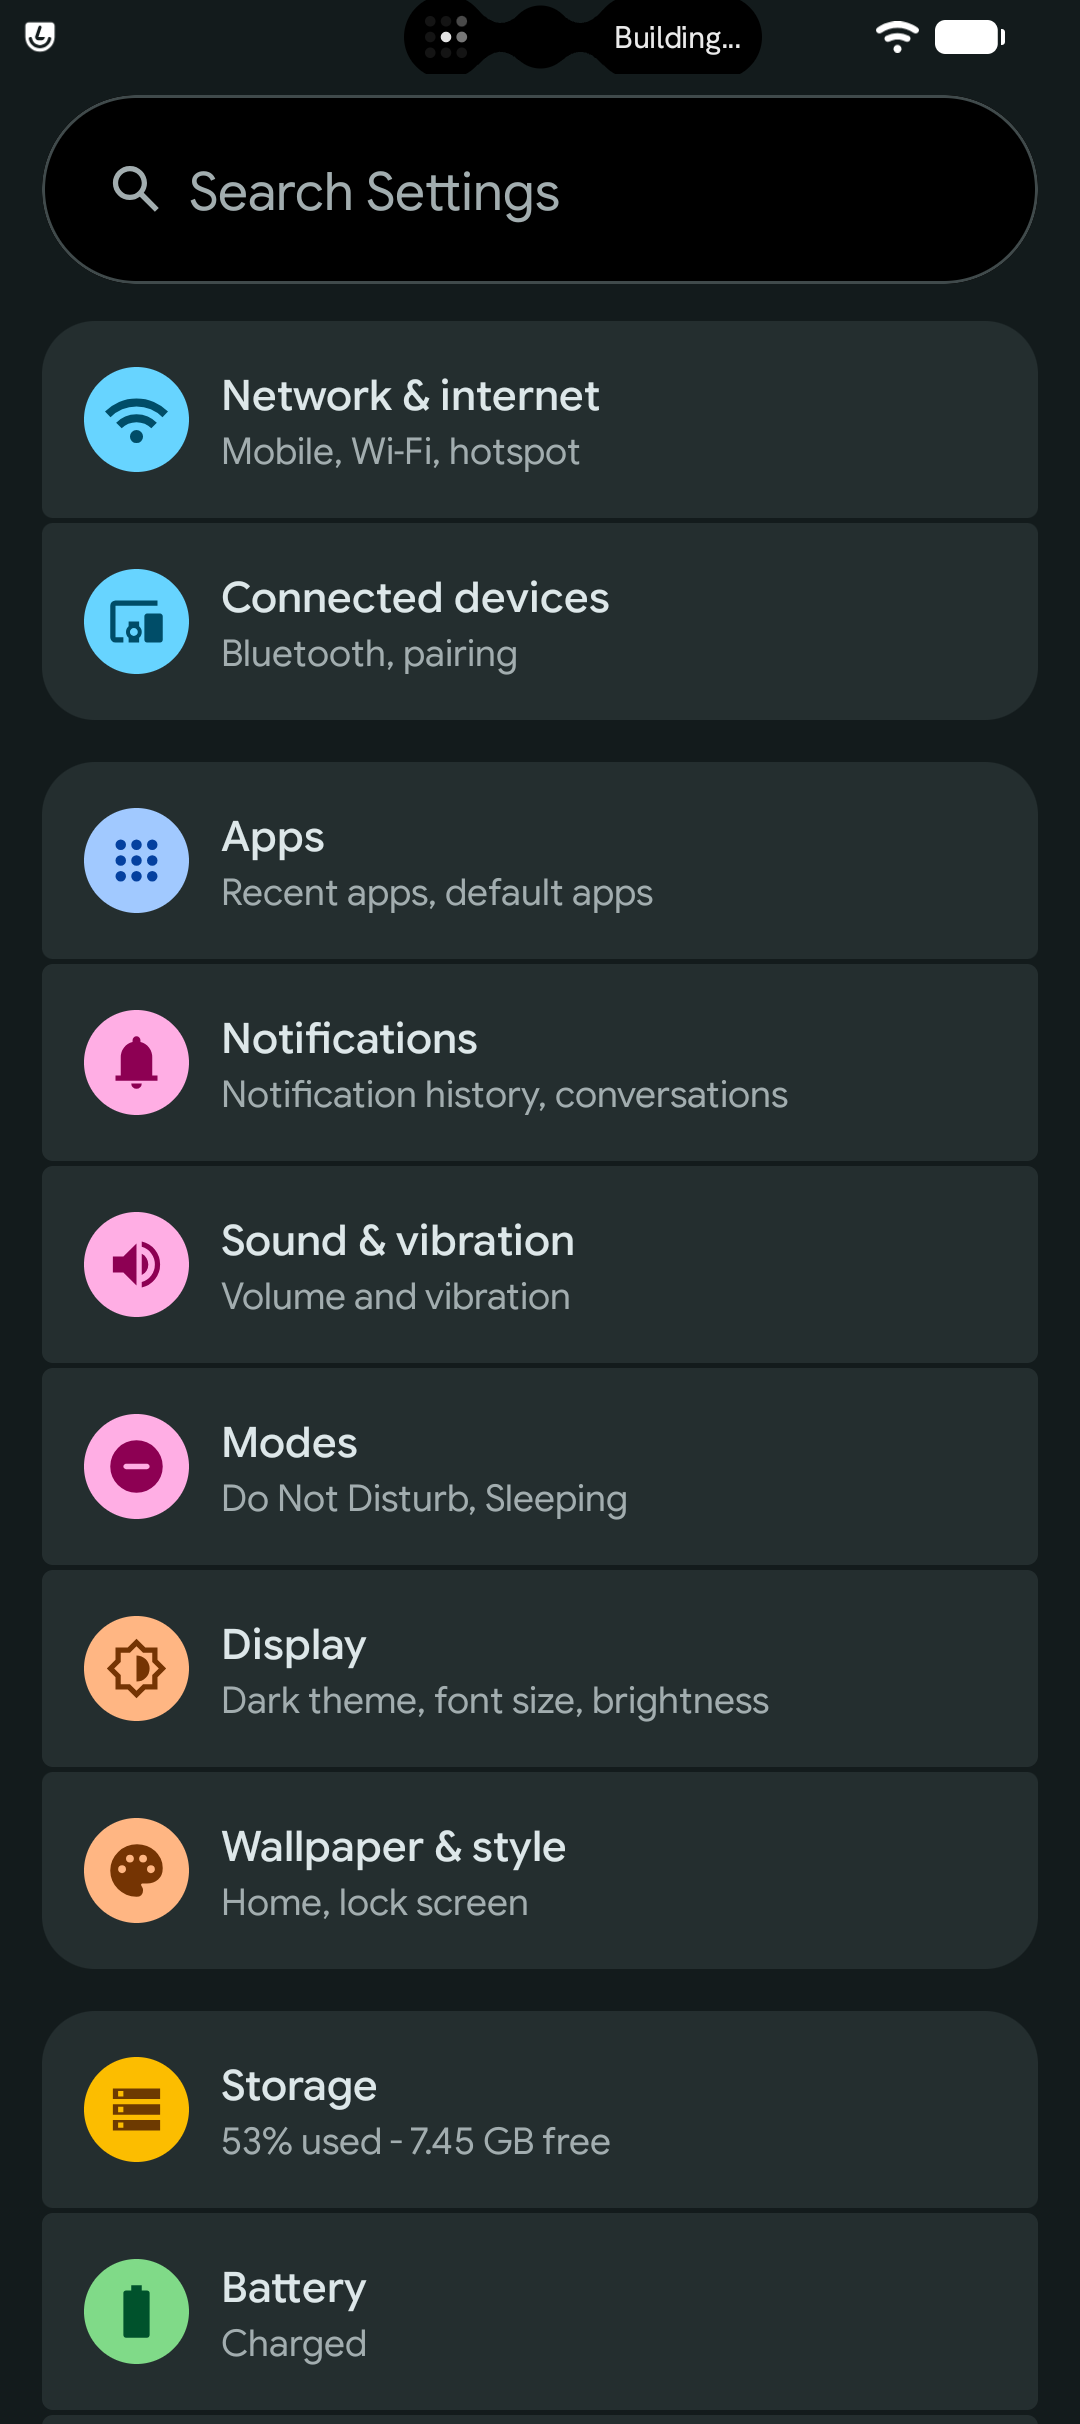 Building...
Search Settings
Network & internet
Mobile, Wi-Fi, hotspot
Connected devices
Bluetooth, pairing
Apps
Recent apps, default apps
Notifications
Notification history, conversations
Sound & vibration
Volume and vibration
Modes
Do Not Disturb, Sleeping
Display
Dark theme, font size, brightness
Wallpaper & style
Home, lock screen
Storage
53% used - 7.45 GB free
Battery
Charged